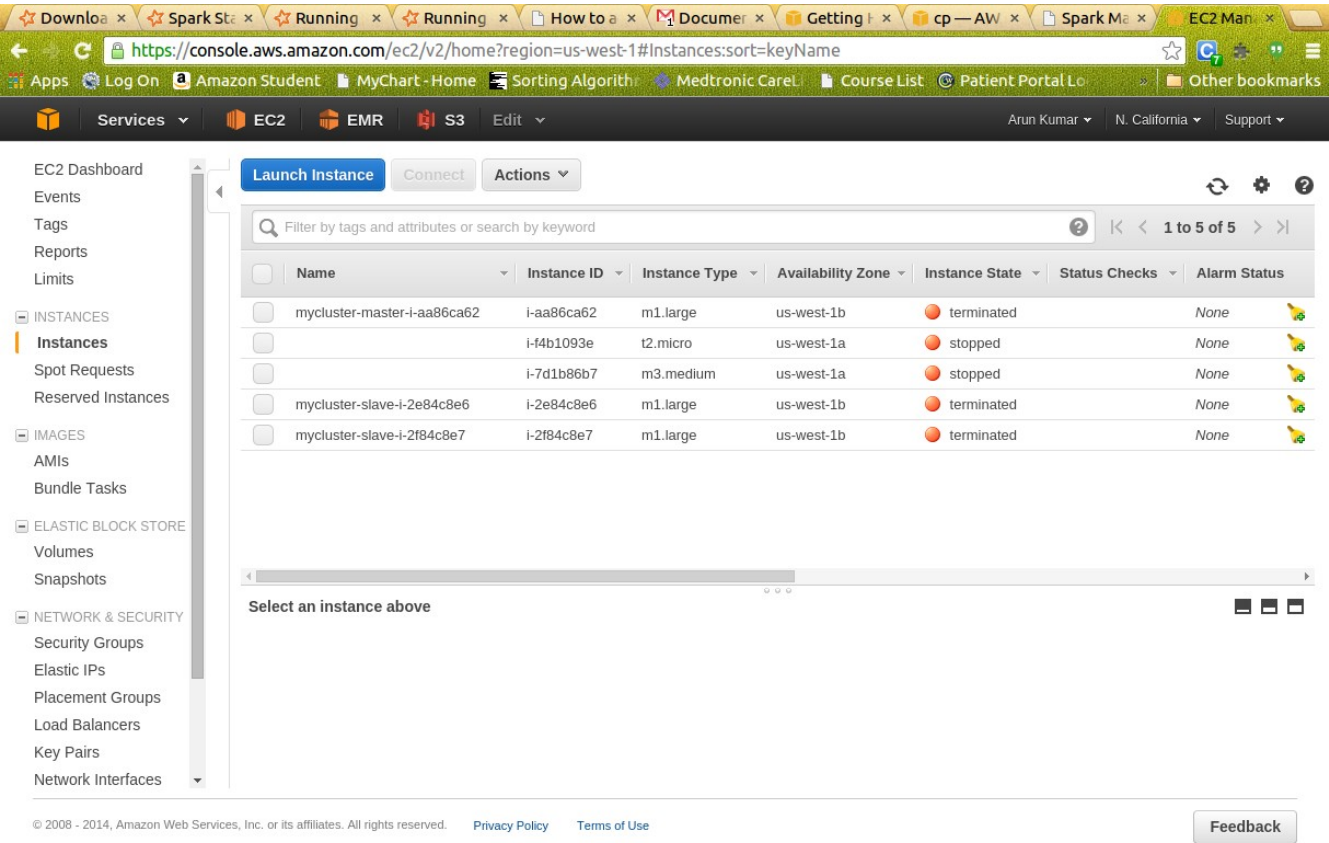 Downloa × Spark Sta × Running × Running × How to a × Documer × Getting H × cp — AW × Spark Ma × EC2 Man ×
https://console.aws.amazon.com/ec2/v2/home?region=us-west-1#Instances:sort=keyName
Apps Log On Amazon Student MyChart - Home Sorting Algorith Medtronic CareLi Course List Patient Portal Lo » Other bookmarks
Services EC2 EMR S3 Edit Arun Kumar N. California Support
EC2 Dashboard
Events
Tags
Reports
Limits
INSTANCES
Instances
Spot Requests
Reserved Instances
IMAGES
AMIs
Bundle Tasks
ELASTIC BLOCK STORE
Volumes
Snapshots
NETWORK & SECURITY
Security Groups
Elastic IPs
Placement Groups
Load Balancers
Key Pairs
Network Interfaces
Launch Instance Connect Actions
Filter by tags and attributes or search by keyword 1 to 5 of 5
Name Instance ID Instance Type Availability Zone Instance State Status Checks Alarm Status
mycluster-master-i-aa86ca62 i-aa86ca62 m1.large us-west-1b terminated None
i-f4b1093e t2.micro us-west-1a stopped None
i-7d1b86b7 m3.medium us-west-1a stopped None
mycluster-slave-i-2e84c8e6 i-2e84c8e6 m1.large us-west-1b terminated None
mycluster-slave-i-2f84c8e7 i-2f84c8e7 m1.large us-west-1b terminated None
Select an instance above
© 2008 - 2014, Amazon Web Services, Inc. or its affiliates. All rights reserved. Privacy Policy Terms of Use Feedback